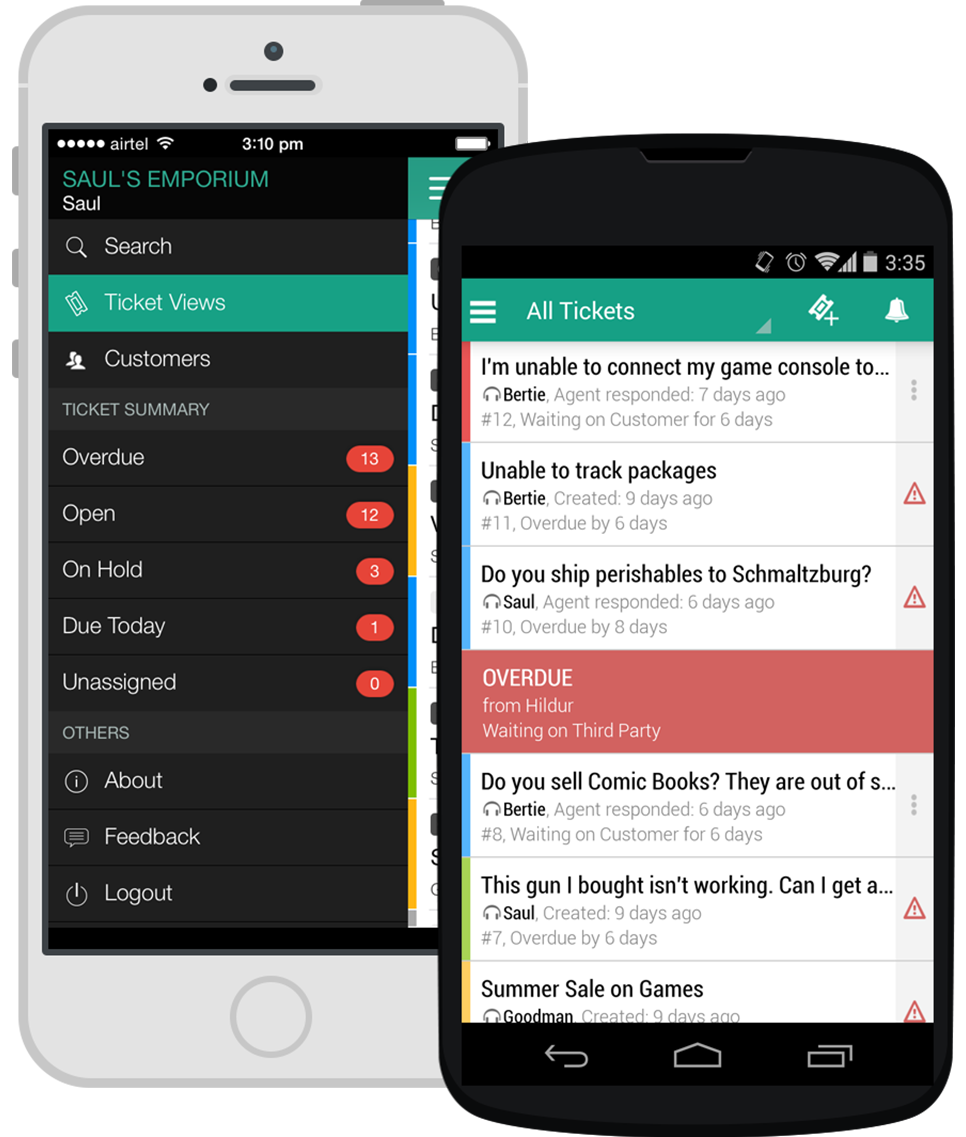 airtel 3:10 pm
SAUL'S EMPORIUM
Saul
Search
Ticket Views
Customers
TICKET SUMMARY
Overdue 13
Open 12
On Hold 3
Due Today 1
Unassigned 0
OTHERS
About
Feedback
Logout
3:35
All Tickets
I'm unable to connect my game console to...
Bertie, Agent responded: 7 days ago
#12, Waiting on Customer for 6 days
Unable to track packages
Bertie, Created: 9 days ago
#11, Overdue by 6 days
Do you ship perishables to Schmaltzburg?
Saul, Agent responded: 6 days ago
#10, Overdue by 8 days
OVERDUE
from Hildur
Waiting on Third Party
Do you sell Comic Books? They are out of s...
Bertie, Agent responded: 6 days ago
#8, Waiting on Customer for 6 days
This gun I bought isn't working. Can I get a...
Saul, Created: 9 days ago
#7, Overdue by 6 days
Summer Sale on Games
Goodman, Created: 9 days ago